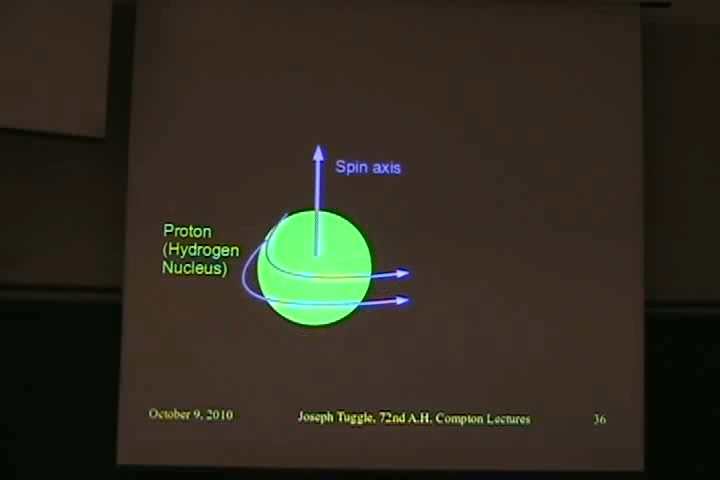 Spin axis
Proton
(Hydrogen
Nucleus)
October 9, 2010
Joseph Tuggle, 72nd A.H. Compton Lectures
36